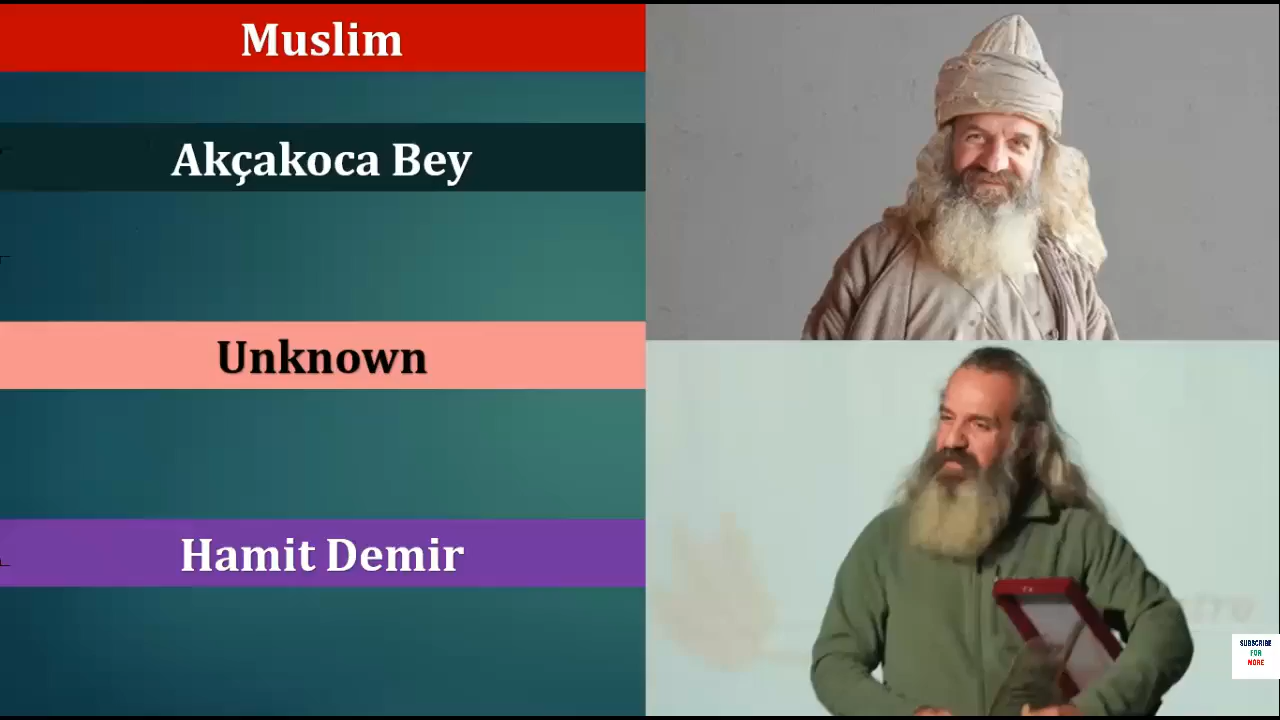 Muslim
Akçakoca Bey
Unknown
Hamit Demir
SUBSCRIBE
FOR
MORE